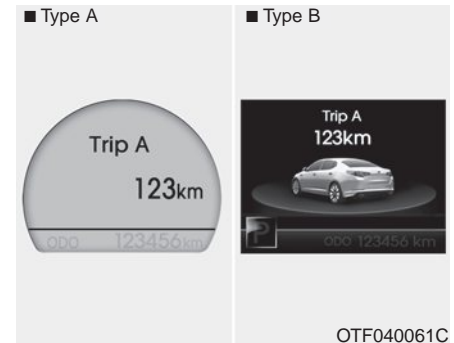 ■ Type A
Trip A
123km
ODO 123456km
■ Type B
Trip A
123km
P
ODO 123456 km
OTF040061C